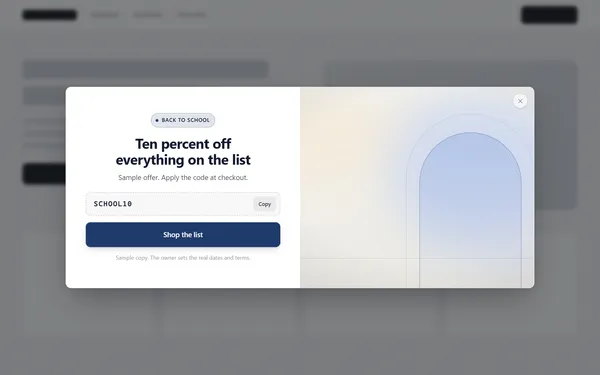 BACK TO SCHOOL
Ten percent off
everything on the list
Sample offer. Apply the code at checkout.
SCHOOL10
Copy
Shop the list
Sample copy. The owner sets the real dates and terms.